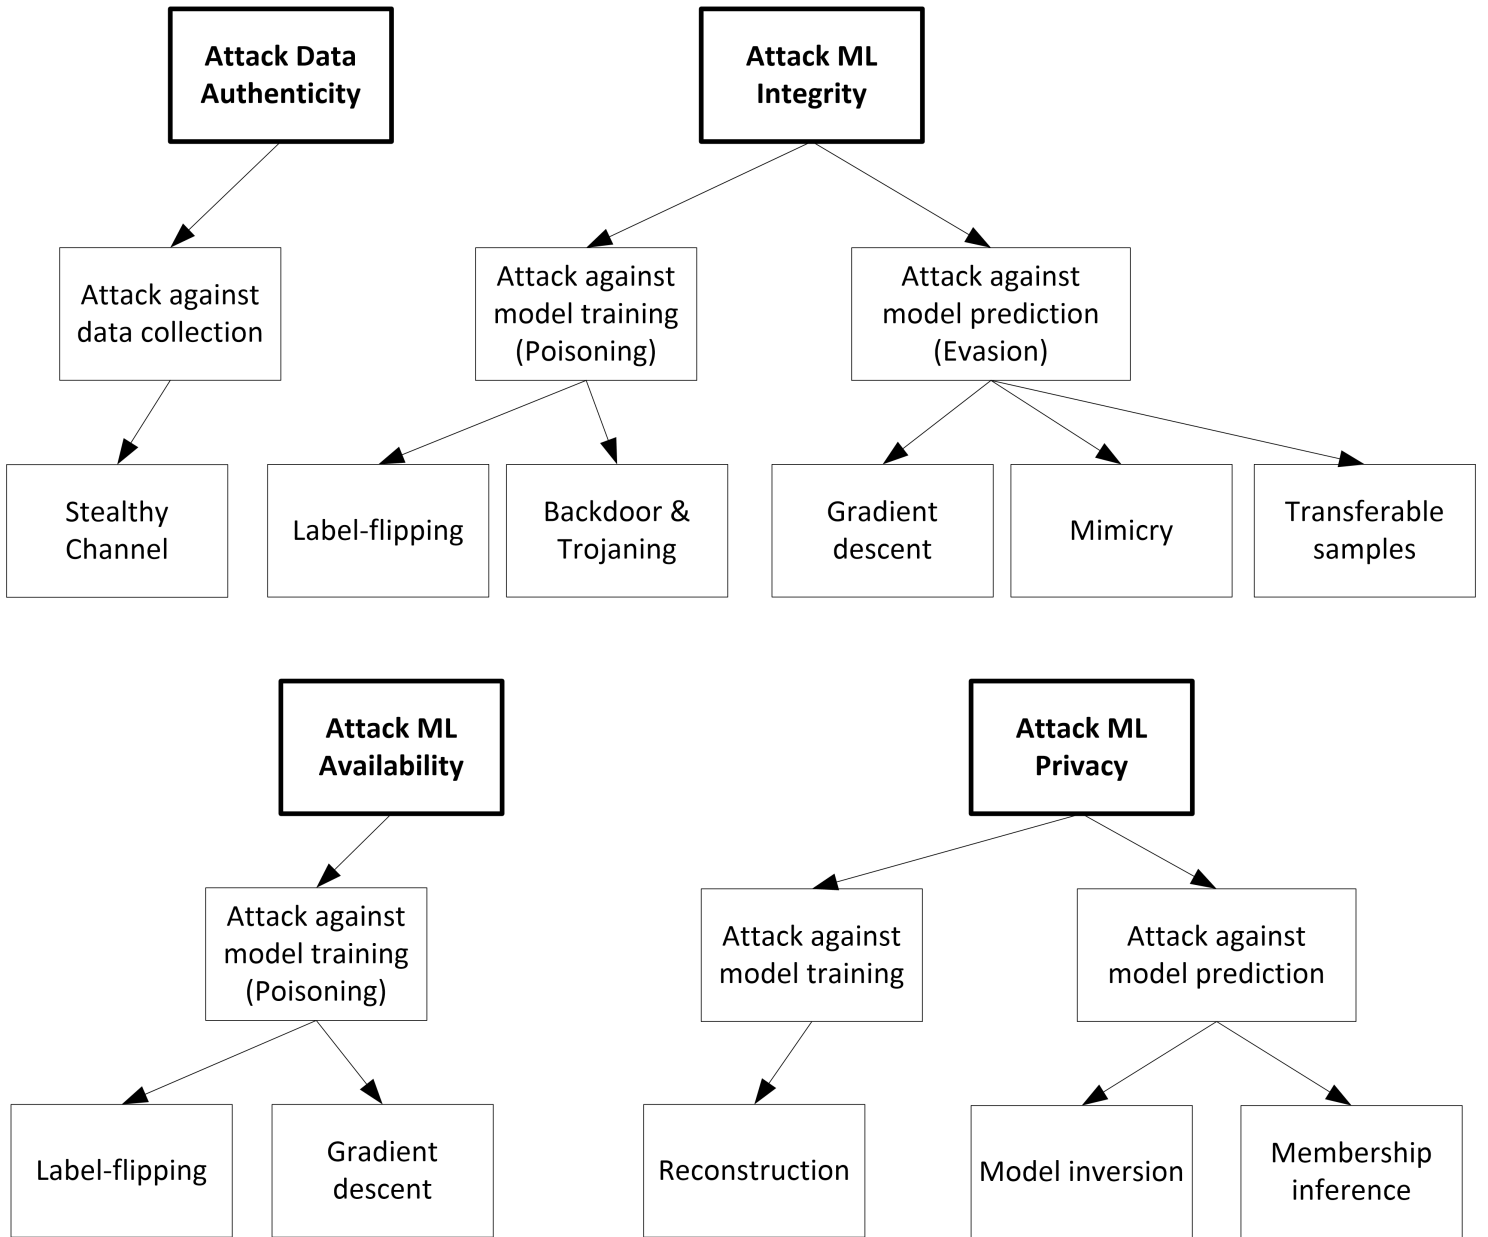 Attack Data
Authenticity
Attack ML
Integrity
Attack against
data collection
Attack against
model training
(Poisoning)
Attack against
model prediction
(Evasion)
Stealthy
Channel
Label-flipping
Backdoor &
Trojaning
Gradient
descent
Mimicry
Transferable
samples
Attack ML
Availability
Attack ML
Privacy
Attack against
model training
(Poisoning)
Attack against
model training
Attack against
model prediction
Label-flipping
Gradient
descent
Reconstruction
Model inversion
Membership
inference